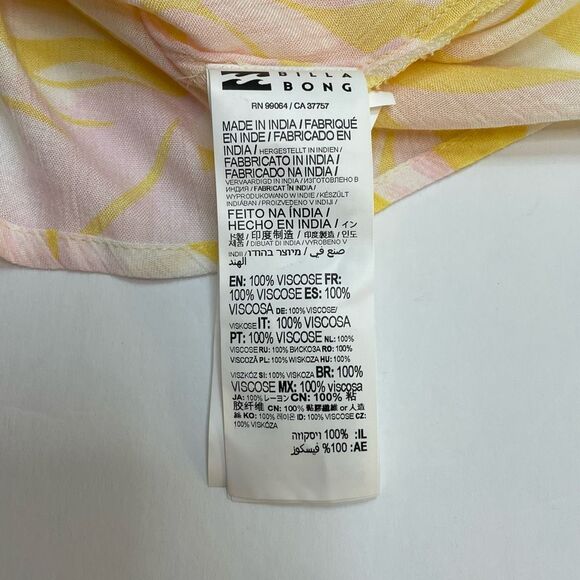 BILLA
BONG
RN 99064 / CA 37757
MADE IN INDIA / FABRIQUÉ
EN INDE / FABRICADO EN
INDIA / HERGESTELLT IN INDIEN /
FABBRICATO IN INDIA /
FABRICADO NA INDIA /
VERVAARDIGD IN INDIA / ИЗГОТОВЛЕНО В
ИНДИЯ / FABRICAT ÎN INDIA /
WYPRODUKOWANO W INDIE / KÉSZÜLT
INDIÁBAN / PROIZVEDENO V INDIJI /
FEITO NA ÍNDIA /
HECHO EN INDIA / イン
ド製 / 印度制造 / 印度製造 / 인도
재봉 / DIBUAT DI INDIA / VYROBENO V
INDII / صنع في / מיוצר בהודו /
الهند
EN: 100% VISCOSE FR:
100% VISCOSE ES: 100%
VISCOSA DE: 100% VISCOSE/
VISKOSE IT: 100% VISCOSA
PT: 100% VISCOSE NL: 100%
VISCOSE RU: 100% ВИСКОЗА RO: 100%
VISCOZĂ PL: 100% WISKOZA HU: 100%
VISZKÓZ SI: 100% VISKOZA BR: 100%
VISCOSE MX: 100% viscosa
JA: 100% レーヨン CN: 100% 粘
胶纤维 CN: 100% 黏膠纖維 or 人造
絲 KO: 100% 레이온 ID: 100% VISCOSE CZ:
100% VISKÓZA
IL: 100% ויסקוזה
AE: 100% فيسكوز